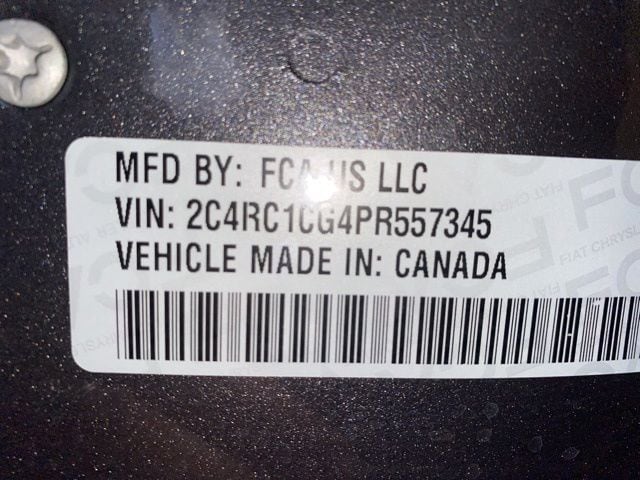 MFD BY: FCA US LLC
VIN: 2C4RC1CG4PR557345
VEHICLE MADE IN: CANADA